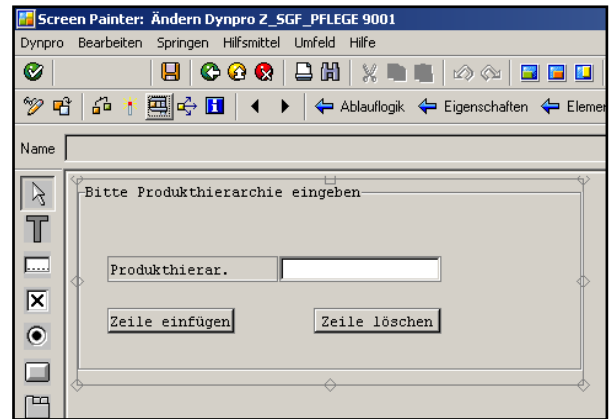 Screen Painter: Ändern Dynpro Z_SGF_PFLEGE 9001
Dynpro Bearbeiten Springen Hilfsmittel Umfeld Hilfe
Ablauflogik Eigenschaften Elemen
Name
Bitte Produkthierarchie eingeben
Produkthierar.
Zeile einfügen Zeile löschen